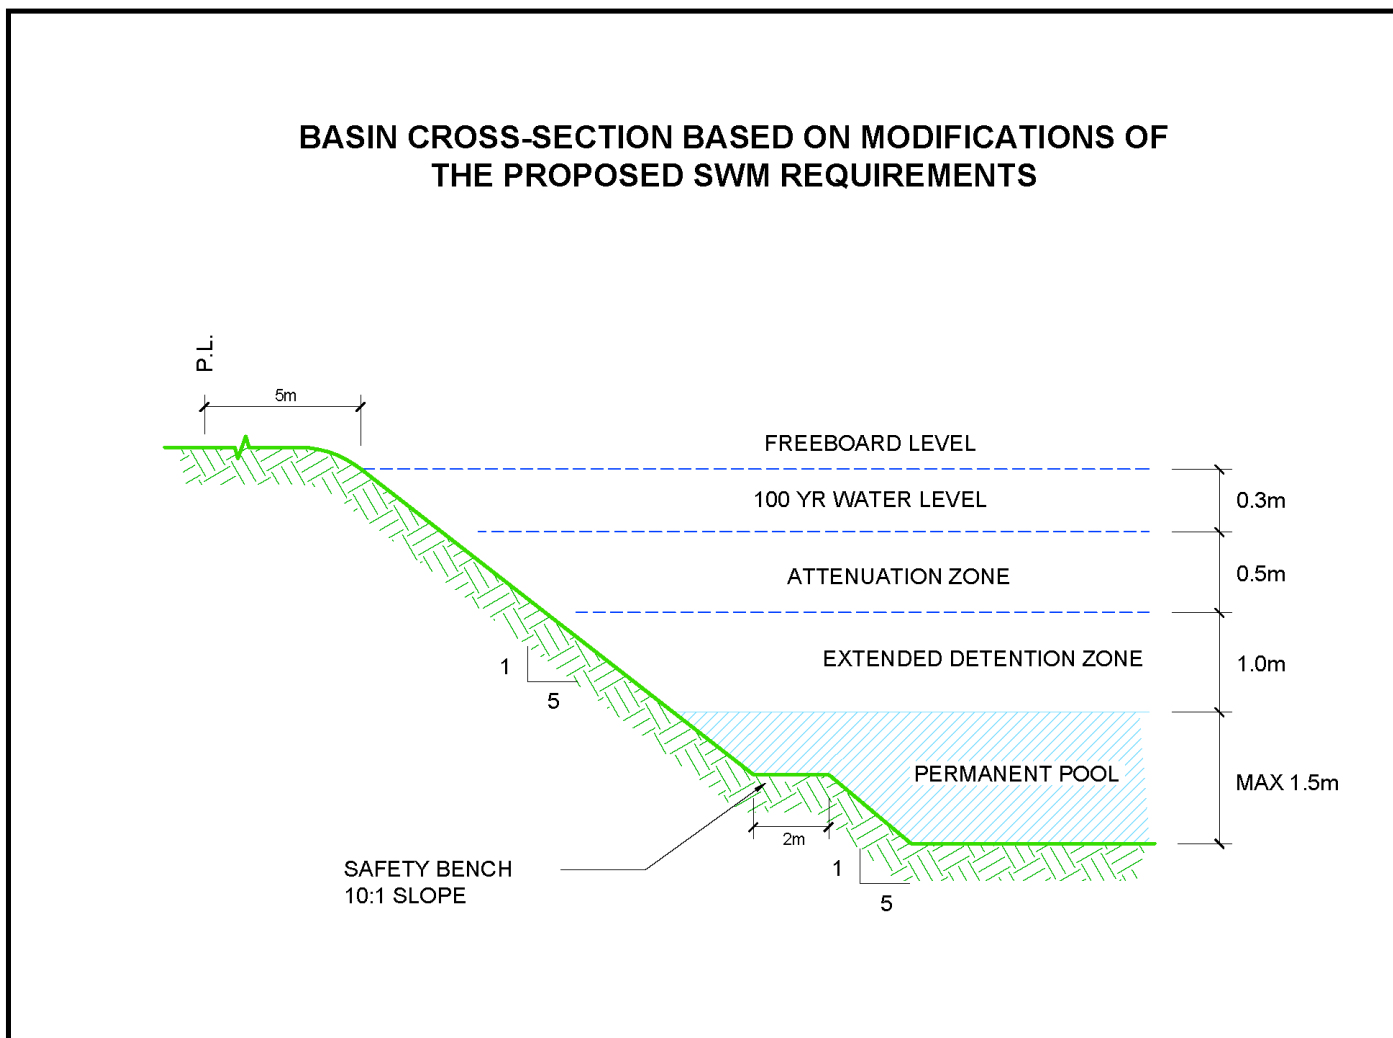 BASIN CROSS-SECTION BASED ON MODIFICATIONS OF
THE PROPOSED SWM REQUIREMENTS
P.L.
5m
FREEBOARD LEVEL
100 YR WATER LEVEL
0.3m
ATTENUATION ZONE
0.5m
EXTENDED DETENTION ZONE
1.0m
1
5
PERMANENT POOL
MAX 1.5m
2m
SAFETY BENCH
10:1 SLOPE
1
5